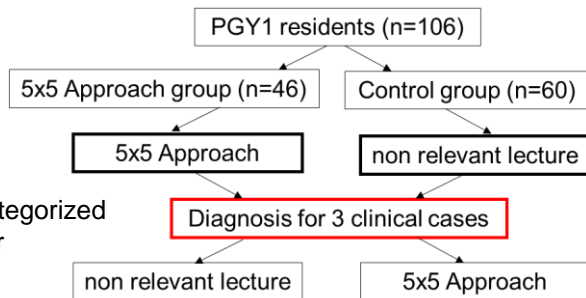 PGY1 residents (n=106)
5x5 Approach group (n=46)
Control group (n=60)
5x5 Approach
non relevant lecture
Diagnosis for 3 clinical cases
non relevant lecture
5x5 Approach